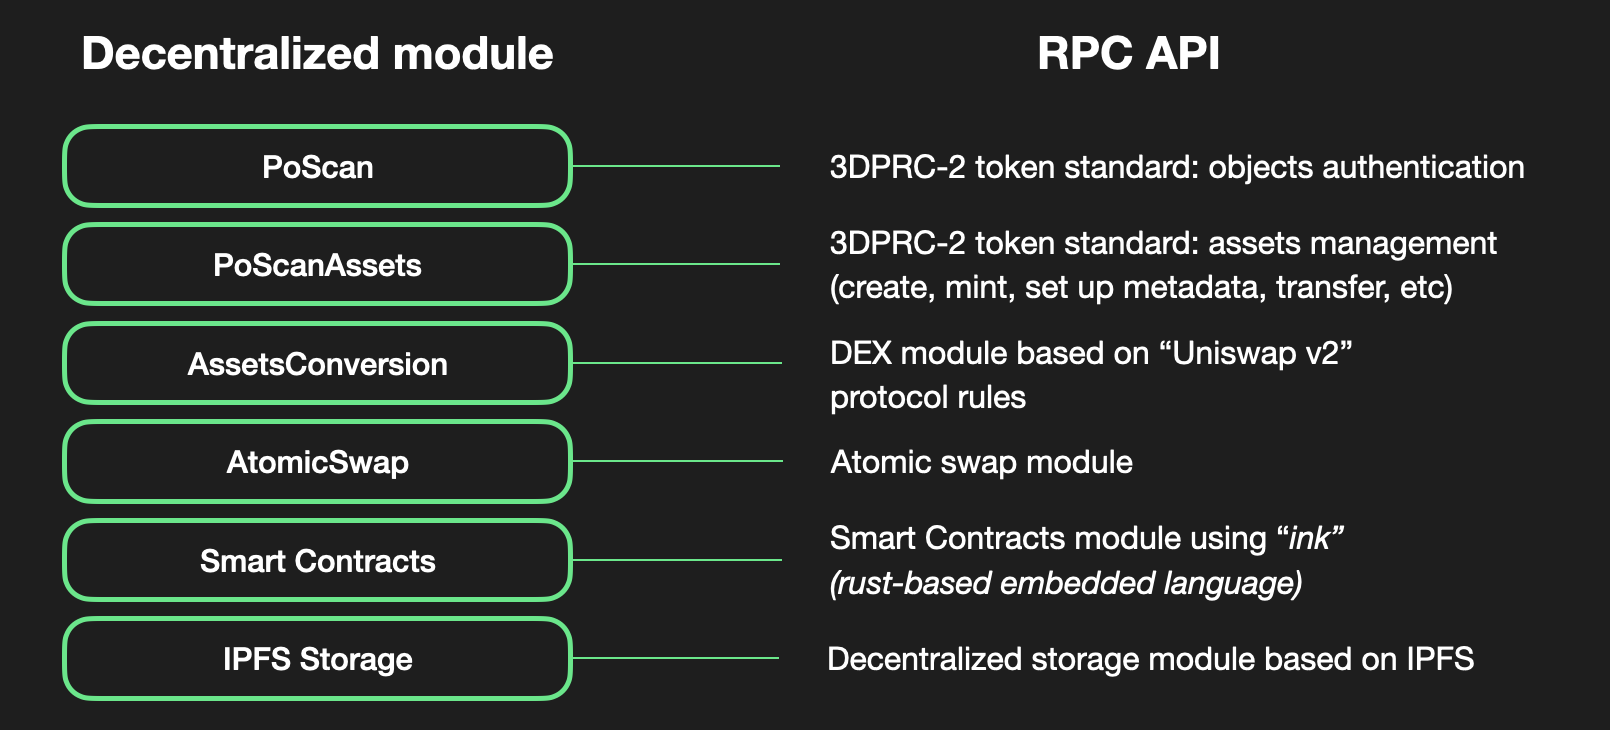 Decentralized module
RPC API
PoScan
3DPRC-2 token standard: objects authentication
PoScanAssets
3DPRC-2 token standard: assets management
(create, mint, set up metadata, transfer, etc)
AssetsConversion
DEX module based on “Uniswap v2”
protocol rules
AtomicSwap
Atomic swap module
Smart Contracts
Smart Contracts module using “ink”
(rust-based embedded language)
IPFS Storage
Decentralized storage module based on IPFS